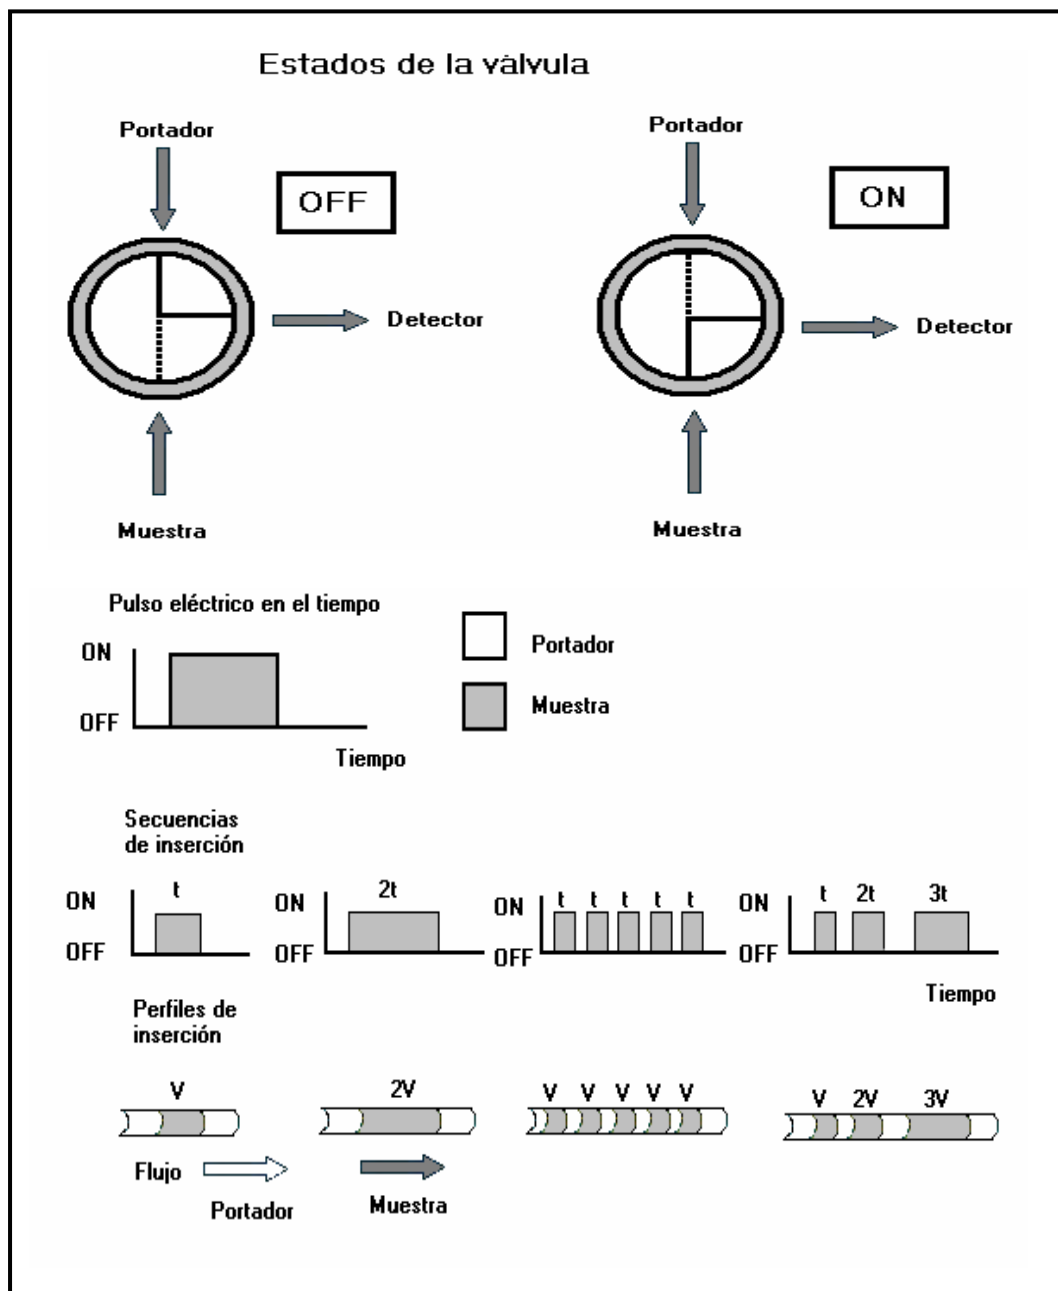 Estados de la vàlvula
Portador
OFF
Detector
Muestra
Portador
ON
Detector
Muestra
Pulso eléctrico en el tiempo
ON
OFF
Tiempo
Portador
Muestra
Secuencias
de inserción
ON
OFF
t
ON
OFF
2t
ON
OFF
t t t t t
ON
OFF
t 2t 3t
Tiempo
Perfiles de
inserción
V
2V
V V V V V
V 2V 3V
Flujo
Portador
Muestra